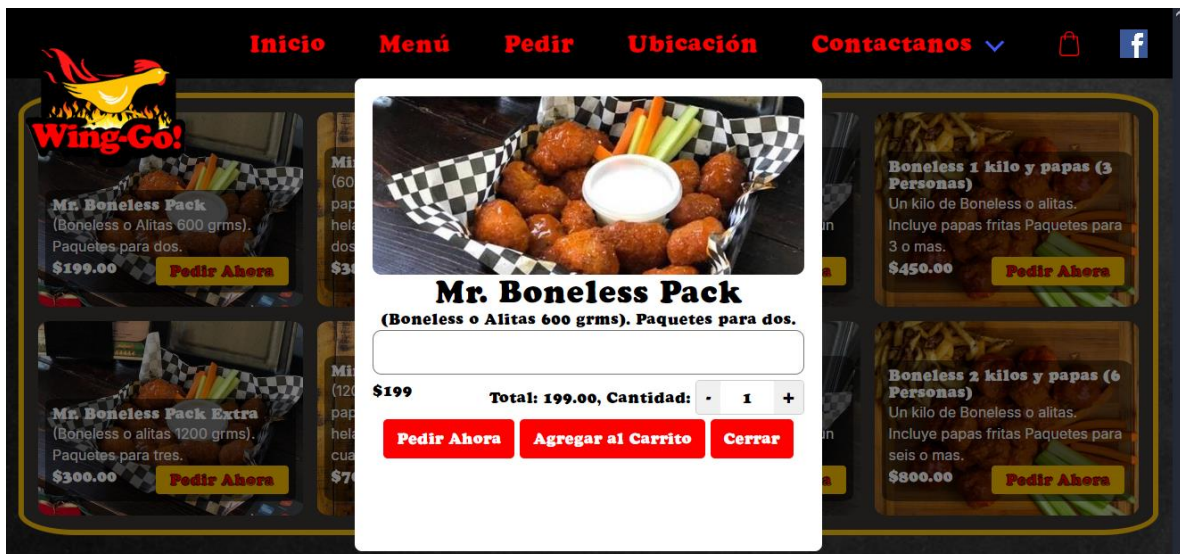 Inicio
Menú
Pedir
Ubicación
Contactanos
f
Wing-Go!
Mr. Boneless Pack
(Boneless o Alitas 600 grms).
Paquetes para dos.
$199.00
Pedir Ahora
Boneless 1 kilo y papas (3
Personas)
Un kilo de Boneless o alitas.
Incluye papas fritas Paquetes para
3 o mas.
$450.00
Pedir Ahora
Mr. Boneless Pack
(Boneless o Alitas 600 grms). Paquetes para dos.
$199
Total: 199.00, Cantidad:
- 1 +
Pedir Ahora
Agregar al Carrito
Cerrar
Mr. Boneless Pack Extra
(Boneless o alitas 1200 grms).
Paquetes para tres.
$300.00
Pedir Ahora
Boneless 2 kilos y papas (6
Personas)
Un kilo de Boneless o alitas.
Incluye papas fritas Paquetes para
seis o mas.
$800.00
Pedir Ahora